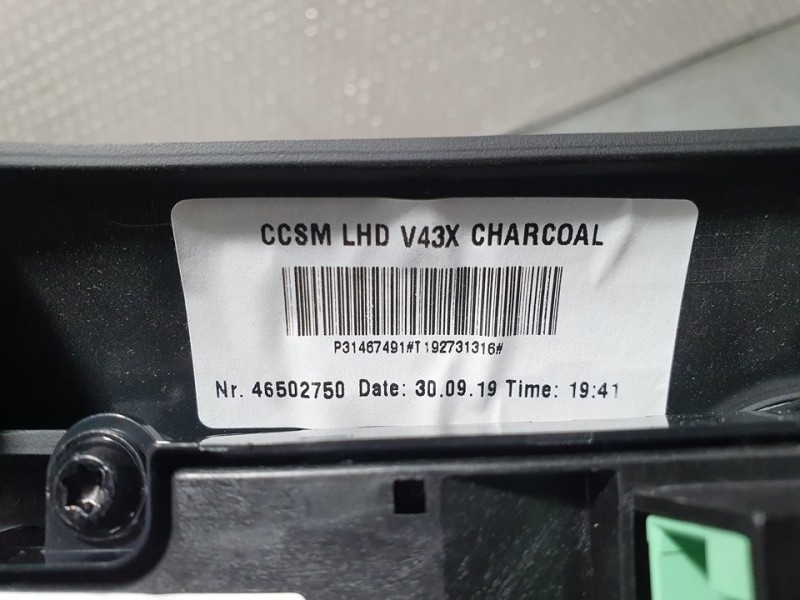 CCSM LHD V43X CHARCOAL
P31467491#T192731316#
Nr. 46502750 Date: 30.09.19 Time: 19:41